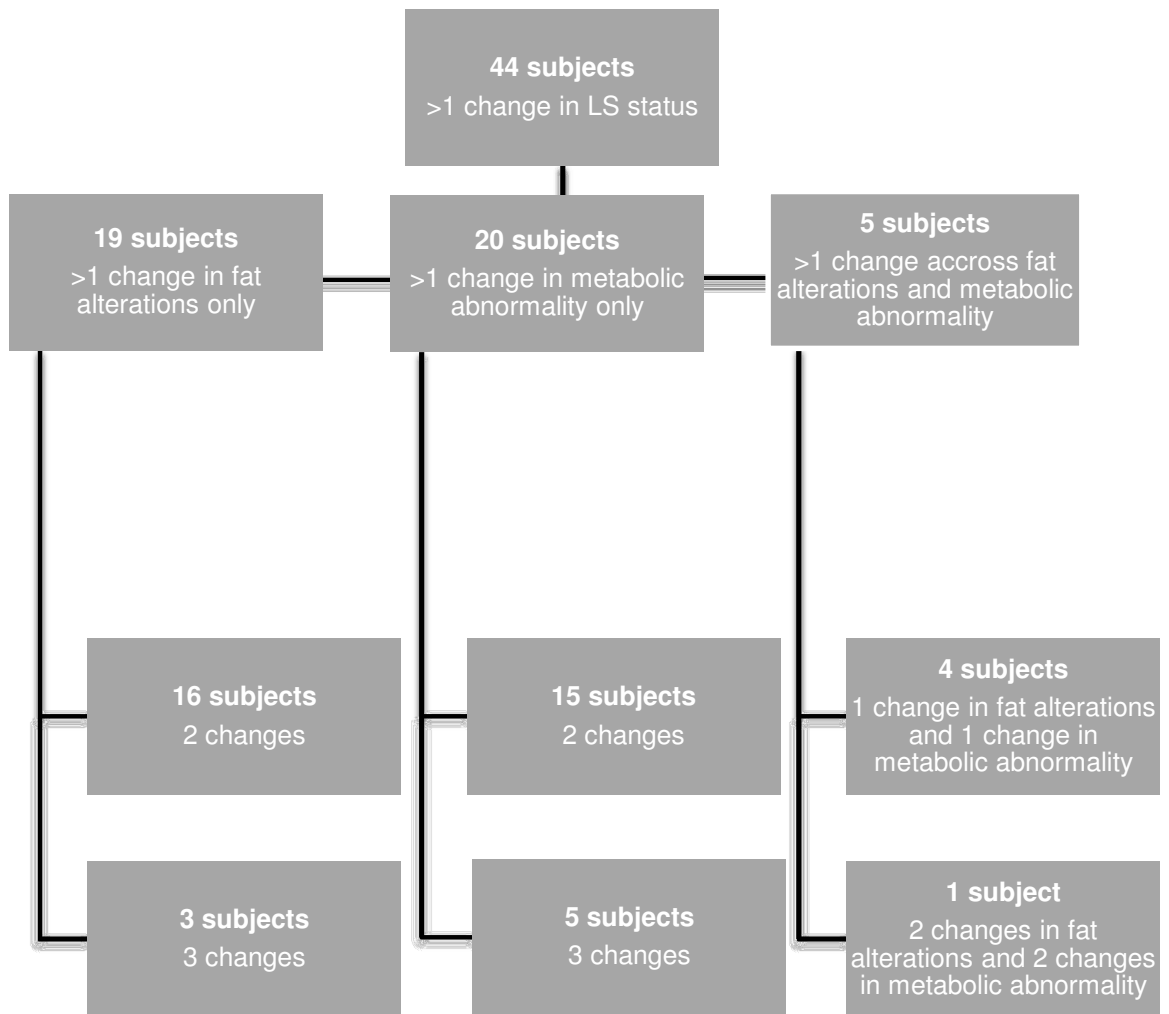 44 subjects
>1 change in LS status
19 subjects
>1 change in fat
alterations only
20 subjects
>1 change in metabolic
abnormality only
5 subjects
>1 change accross fat
alterations and metabolic
abnormality
16 subjects
2 changes
15 subjects
2 changes
4 subjects
1 change in fat alterations
and 1 change in
metabolic abnormality
3 subjects
3 changes
5 subjects
3 changes
1 subject
2 changes in fat
alterations and 2 changes
in metabolic abnormality